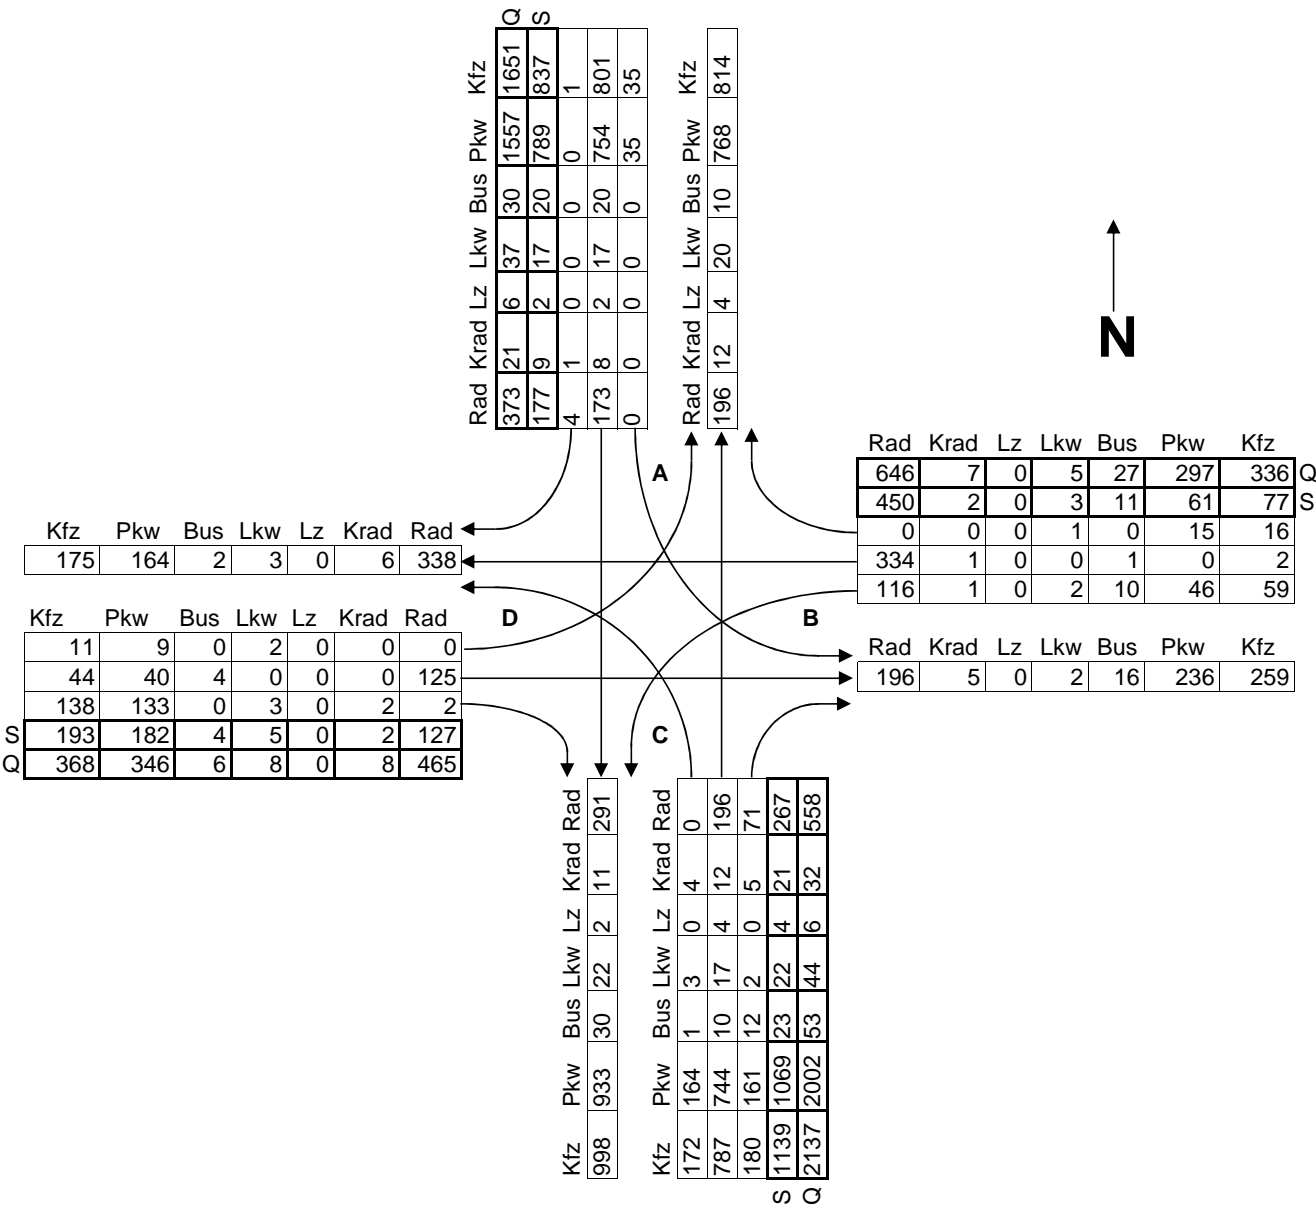 Q 1651 1557 30 37 6 21 373
S 837 789 20 17 2 9 177
Kfz Pkw Bus Lkw Lz Krad Rad
1 0 0 0 0 1 4
801 754 20 17 2 8 173
35 35 0 0 0 0 0
Kfz Pkw Bus Lkw Lz Krad Rad
814 768 10 20 4 12 196
N
A
Rad Krad Lz Lkw Bus Pkw Kfz
646 7 0 5 27 297 336 Q
450 2 0 3 11 61 77 S
0 0 0 1 0 15 16
334 1 0 0 1 0 2
116 1 0 2 10 46 59
Kfz Pkw Bus Lkw Lz Krad Rad
175 164 2 3 0 6 338
Kfz Pkw Bus Lkw Lz Krad Rad
11 9 0 2 0 0 0
44 40 4 0 0 0 125
138 133 0 3 0 2 2
S 193 182 4 5 0 2 127
Q 368 346 6 8 0 8 465
D
B
Rad Krad Lz Lkw Bus Pkw Kfz
196 5 0 2 16 236 259
C
Kfz Pkw Bus Lkw Lz Krad Rad
998 933 30 22 2 11 291
Kfz Pkw Bus Lkw Lz Krad Rad
172 164 1 3 0 4 0
787 744 10 17 4 12 196
180 161 12 2 0 5 71
S 1139 1069 23 22 4 21 267
Q 2137 2002 53 44 6 32 558